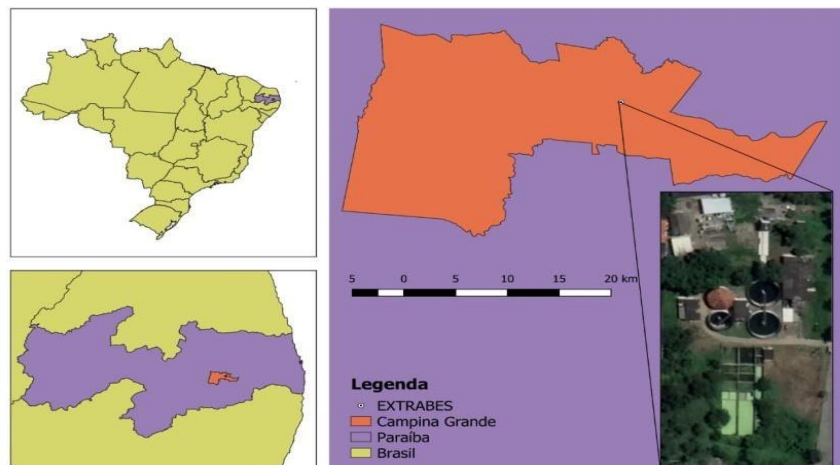 5 0 5 10 15 20 km
Legenda
EXTRABES
Campina Grande
Paraíba
Brasil